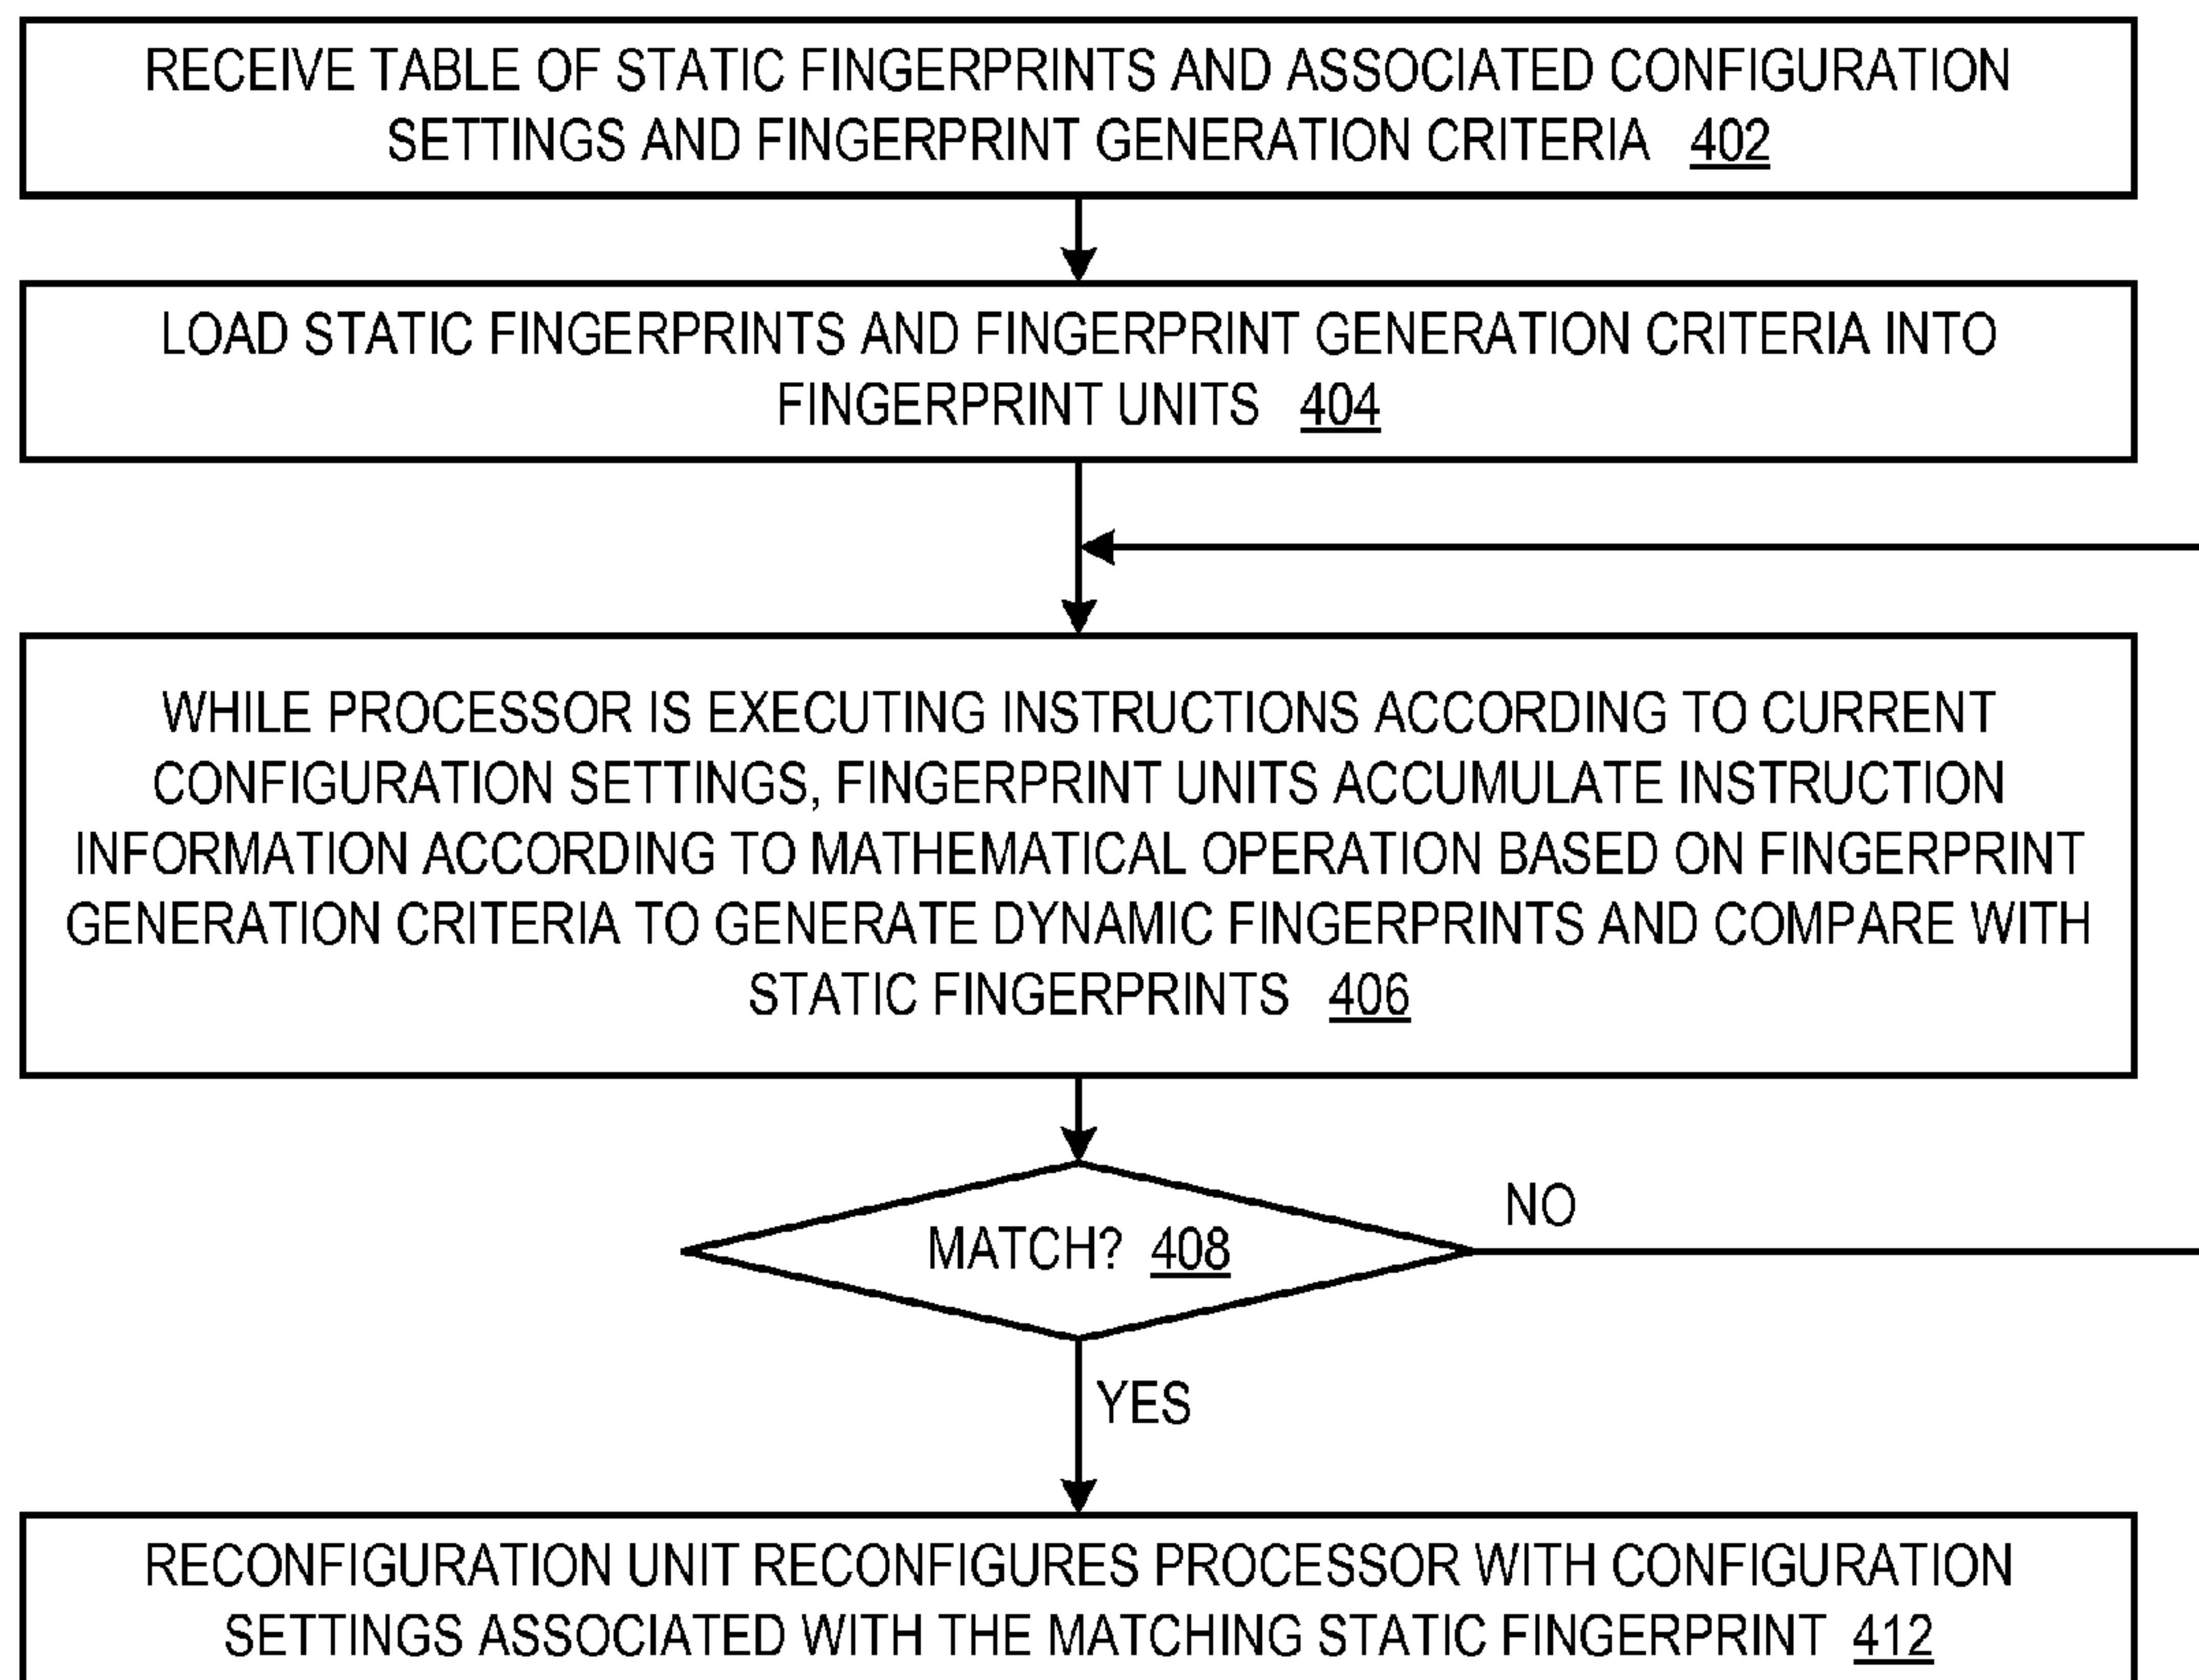 RECEIVE TABLE OF STATIC FINGERPRINTS AND ASSOCIATED CONFIGURATION
SETTINGS AND FINGERPRINT GENERATION CRITERIA 402
LOAD STATIC FINGERPRINTS AND FINGERPRINT GENERATION CRITERIA INTO
FINGERPRINT UNITS 404
WHILE PROCESSOR IS EXECUTING INSTRUCTIONS ACCORDING TO CURRENT
CONFIGURATION SETTINGS, FINGERPRINT UNITS ACCUMULATE INSTRUCTION
INFORMATION ACCORDING TO MATHEMATICAL OPERATION BASED ON FINGERPRINT
GENERATION CRITERIA TO GENERATE DYNAMIC FINGERPRINTS AND COMPARE WITH
STATIC FINGERPRINTS 406
NO
MATCH? 408
YES
RECONFIGURATION UNIT RECONFIGURES PROCESSOR WITH CONFIGURATION
SETTINGS ASSOCIATED WITH THE MATCHING STATIC FINGERPRINT 412